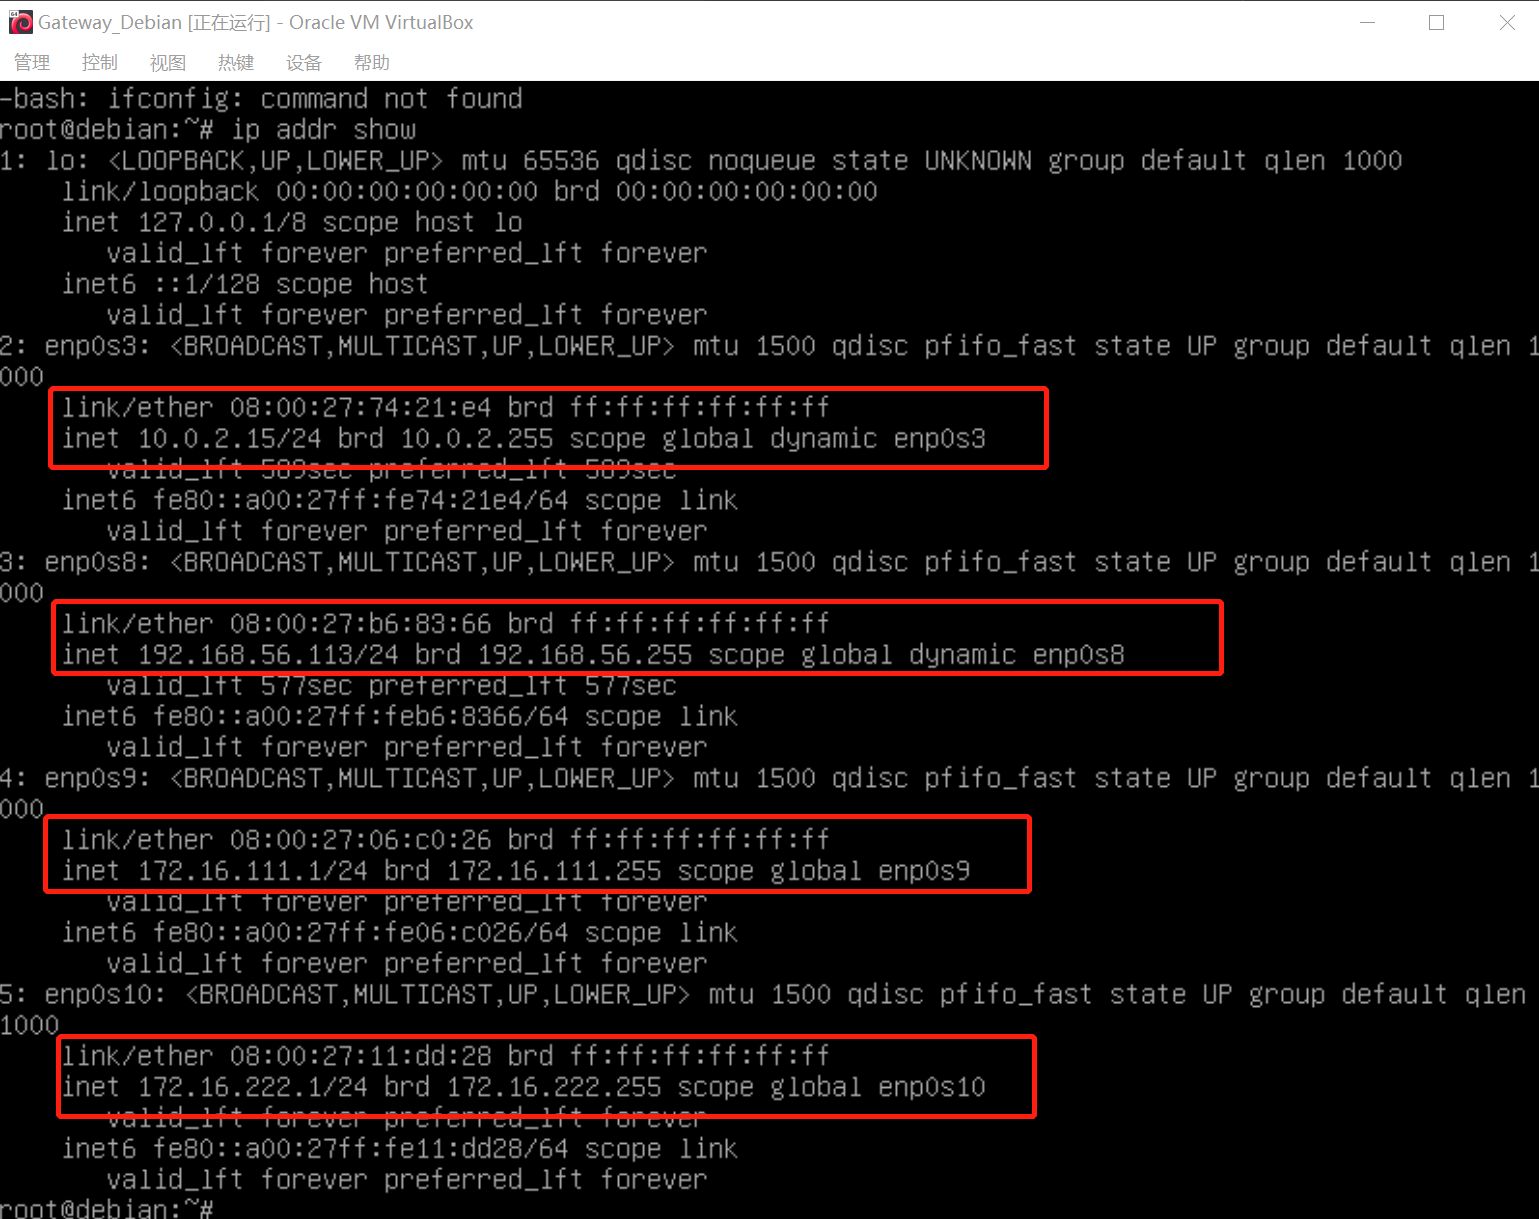 Gateway_Debian [正在运行] - Oracle VM VirtualBox
管理 控制 视图 热键 设备 帮助
-bash: ifconfig: command not found
root@debian:~# ip addr show
1: lo: <LOOPBACK,UP,LOWER_UP> mtu 65536 qdisc noqueue state UNKNOWN group default qlen 1000
link/loopback 00:00:00:00:00:00 brd 00:00:00:00:00:00
inet 127.0.0.1/8 scope host lo
valid_lft forever preferred_lft forever
inet6 ::1/128 scope host
valid_lft forever preferred_lft forever
2: enp0s3: <BROADCAST,MULTICAST,UP,LOWER_UP> mtu 1500 qdisc pfifo_fast state UP group default qlen 1
000
link/ether 08:00:27:74:21:e4 brd ff:ff:ff:ff:ff:ff
inet 10.0.2.15/24 brd 10.0.2.255 scope global dynamic enp0s3
valid_lft 589sec preferred_lft 589sec
inet6 fe80::a00:27ff:fe74:21e4/64 scope link
valid_lft forever preferred_lft forever
3: enp0s8: <BROADCAST,MULTICAST,UP,LOWER_UP> mtu 1500 qdisc pfifo_fast state UP group default qlen 1
000
link/ether 08:00:27:b6:83:66 brd ff:ff:ff:ff:ff:ff
inet 192.168.56.113/24 brd 192.168.56.255 scope global dynamic enp0s8
valid_lft 577sec preferred_lft 577sec
inet6 fe80::a00:27ff:feb6:8366/64 scope link
valid_lft forever preferred_lft forever
4: enp0s9: <BROADCAST,MULTICAST,UP,LOWER_UP> mtu 1500 qdisc pfifo_fast state UP group default qlen 1
000
link/ether 08:00:27:06:c0:26 brd ff:ff:ff:ff:ff:ff
inet 172.16.111.1/24 brd 172.16.111.255 scope global enp0s9
valid_lft forever preferred_lft forever
inet6 fe80::a00:27ff:fe06:c026/64 scope link
valid_lft forever preferred_lft forever
5: enp0s10: <BROADCAST,MULTICAST,UP,LOWER_UP> mtu 1500 qdisc pfifo_fast state UP group default qlen
1000
link/ether 08:00:27:11:dd:28 brd ff:ff:ff:ff:ff:ff
inet 172.16.222.1/24 brd 172.16.222.255 scope global enp0s10
valid_lft forever preferred_lft forever
inet6 fe80::a00:27ff:fe11:dd28/64 scope link
valid_lft forever preferred_lft forever
root@debian:~#